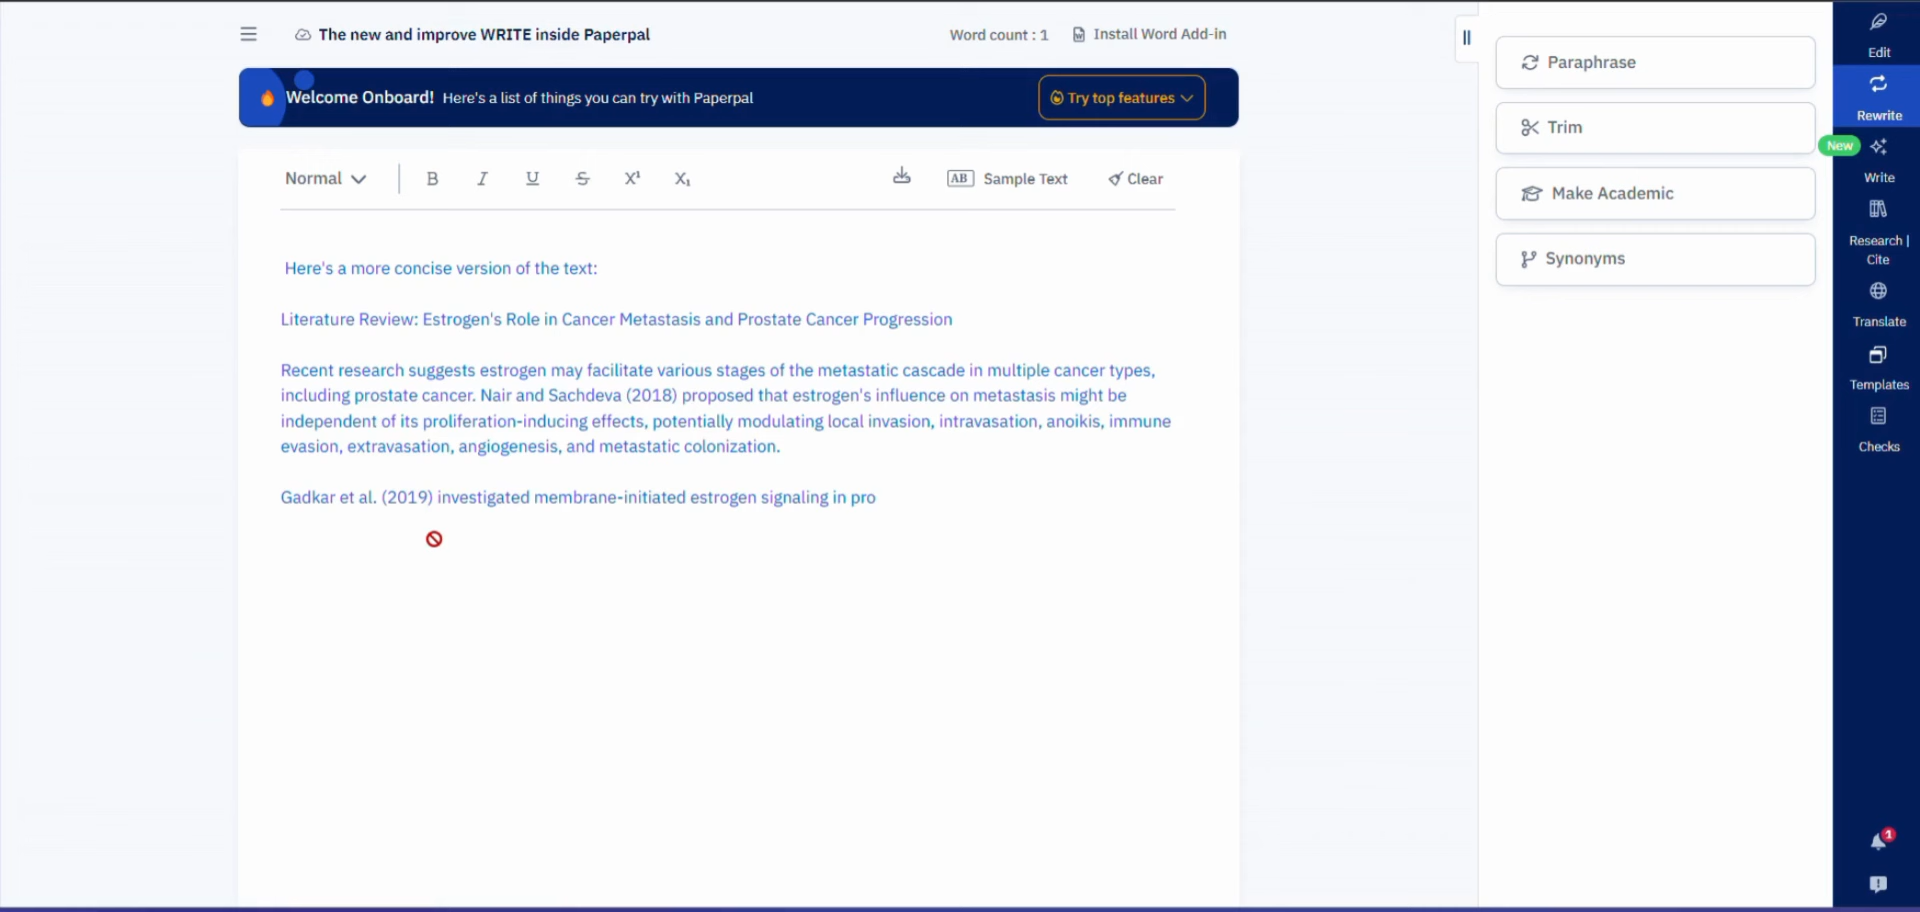 The new and improve WRITE inside Paperpal
Word count : 1
Install Word Add-in
Welcome Onboard! Here's a list of things you can try with Paperpal
Try top features
Normal
B
I
U
S
X¹
X₁
AB Sample Text
Clear
Here's a more concise version of the text:
Literature Review: Estrogen's Role in Cancer Metastasis and Prostate Cancer Progression
Recent research suggests estrogen may facilitate various stages of the metastatic cascade in multiple cancer types,
including prostate cancer. Nair and Sachdeva (2018) proposed that estrogen's influence on metastasis might be
independent of its proliferation-inducing effects, potentially modulating local invasion, intravasation, anoikis, immune
evasion, extravasation, angiogenesis, and metastatic colonization.
Gadkar et al. (2019) investigated membrane-initiated estrogen signaling in pro
Paraphrase
Trim
Make Academic
Synonyms
Edit
Rewrite
New
Write
Research |
Cite
Translate
Templates
Checks
1